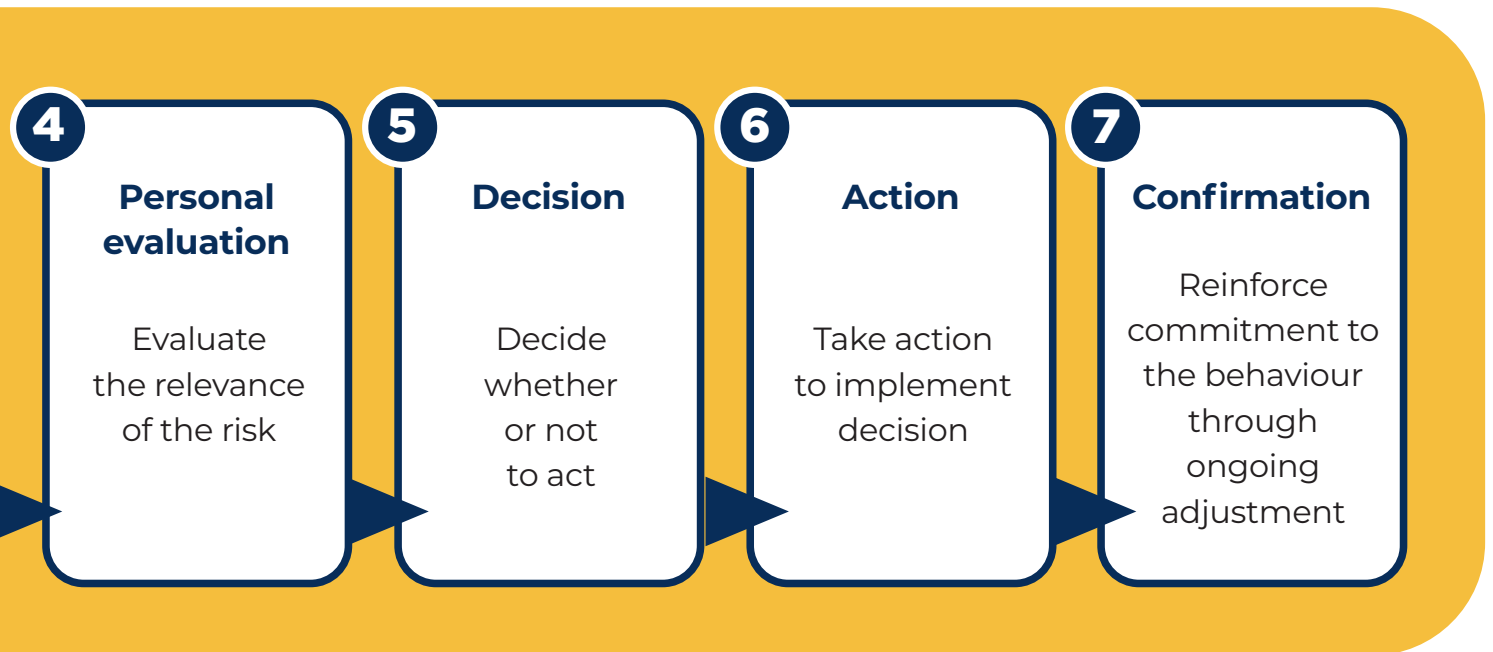 4
Personal
evaluation
Evaluate
the relevance
of the risk
5
Decision
Decide
whether
or not
to act
6
Action
Take action
to implement
decision
7
Confirmation
Reinforce
commitment to
the behaviour
through
ongoing
adjustment